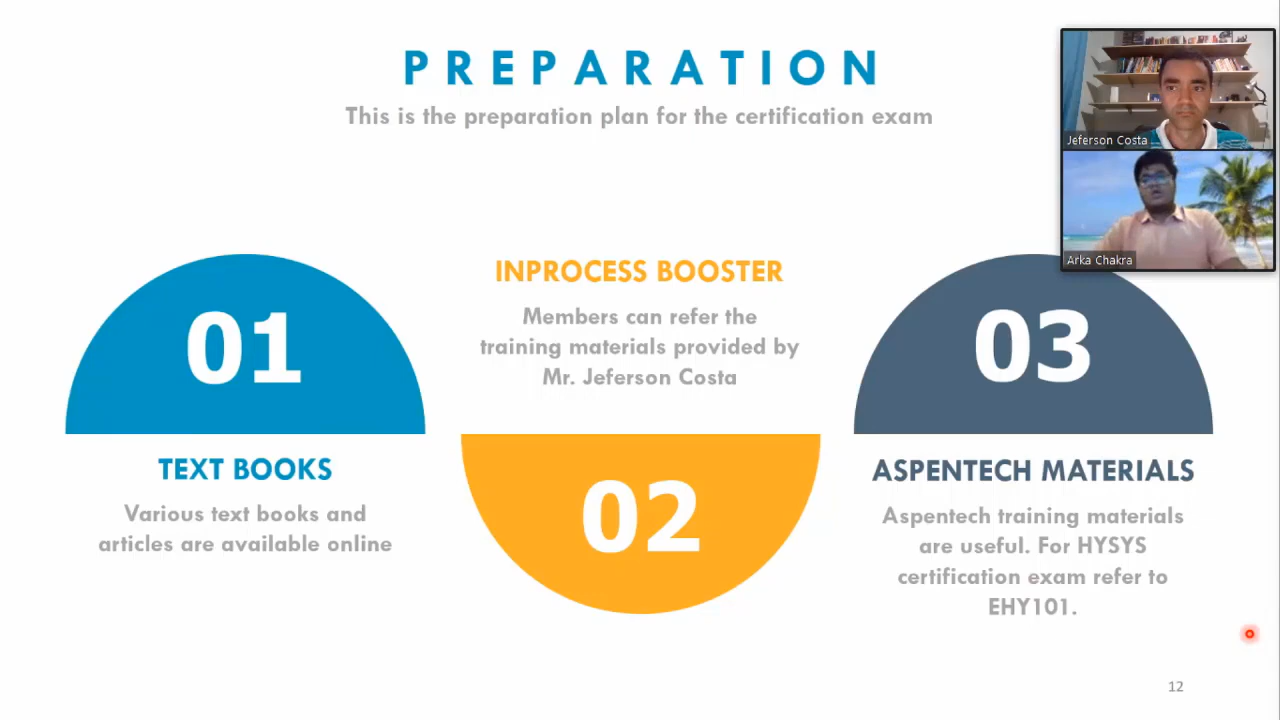 PREPARATION
This is the preparation plan for the certification exam
Jeferson Costa
Arka Chakra
01
TEXT BOOKS
Various text books and
articles are available online
INPROCESS BOOSTER
Members can refer the
training materials provided by
Mr. Jeferson Costa
02
03
ASPENTECH MATERIALS
Aspentech training materials
are useful. For HYSYS
certification exam refer to
EHY101.
12